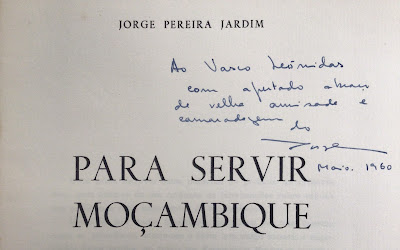 JORGE PEREIRA JARDIM
Ao Vasco Leónidas
com apertado abraço
de velha amizade e
camaradagem
do
Jorge
Maio. 1960
PARA SERVIR
MOÇAMBIQUE